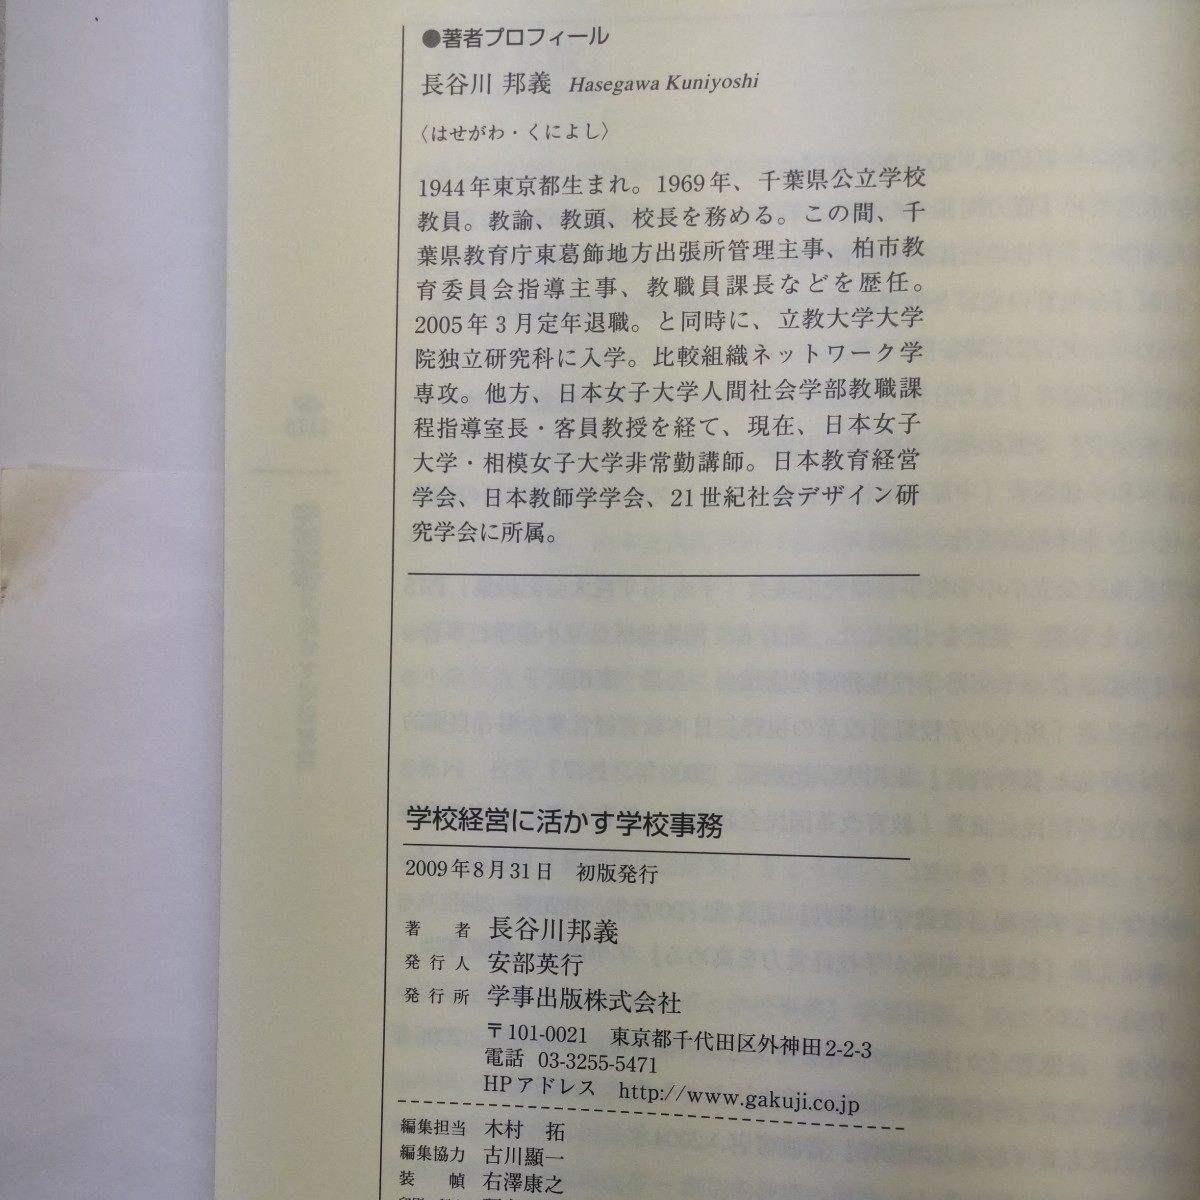 ●著者プロフィール
長谷川 邦義 Hasegawa Kuniyoshi
〈はせがわ・くによし〉
1944年東京都生まれ。1969年、千葉県公立学校
教員。教諭、教頭、校長を務める。この間、千
葉県教育庁東葛飾地方出張所管理主事、柏市教
育委員会指導主事、教職員課長などを歴任。
2005年3月定年退職。と同時に、立教大学大学
院独立研究科に入学。比較組織ネットワーク学
専攻。他方、日本女子大学人間社会学部教職課
程指導室長・客員教授を経て、現在、日本女子
大学・相模女子大学非常勤講師。日本教育経営
学会、日本教師学学会、21世紀社会デザイン研
究学会に所属。
学校経営に活かす学校事務
2009年8月31日 初版発行
著 者 長谷川邦義
発行人 安部英行
発行所 学事出版株式会社
〒101-0021 東京都千代田区外神田2-2-3
電話 03-3255-5471
HPアドレス http://www.gakuji.co.jp
編集担当 木村 拓
編集協力 古川顯一
装 幀 右澤康之